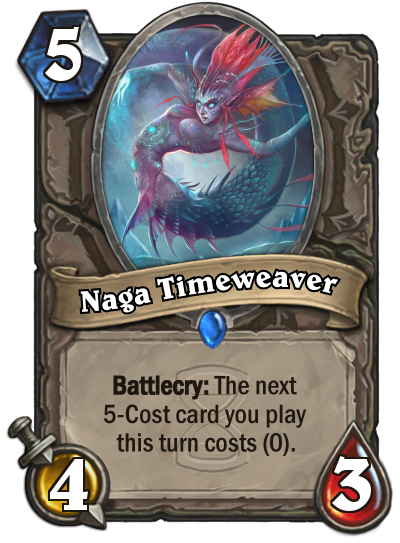 5
Naga Timeweaver
Battlecry: The next
5-Cost card you play
this turn costs (0).
4
3